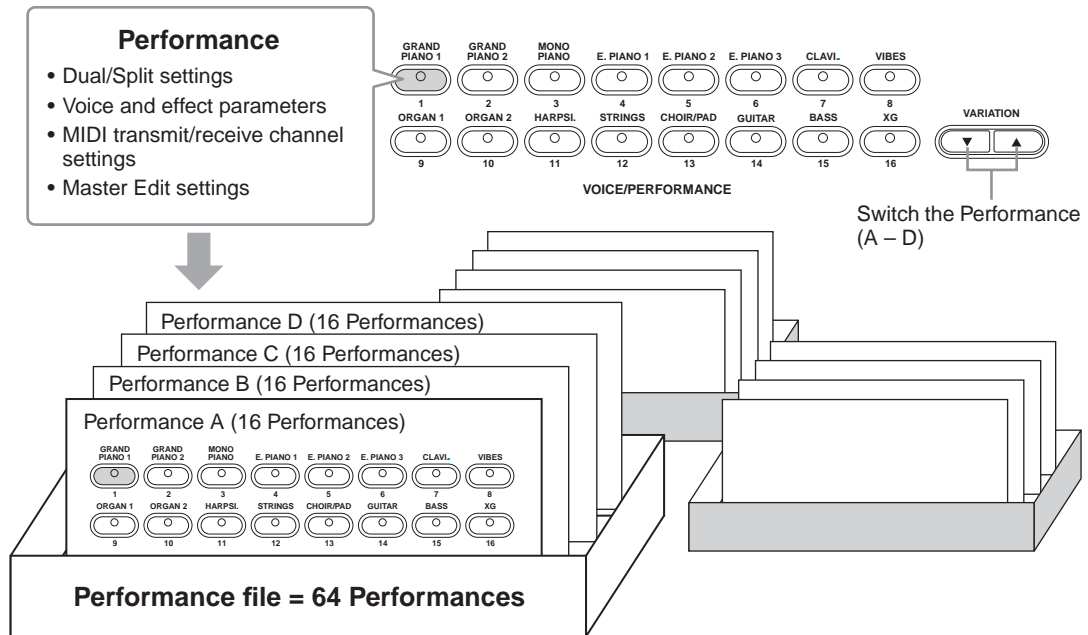 Performance
• Dual/Split settings
• Voice and effect parameters
• MIDI transmit/receive channel
settings
• Master Edit settings
GRAND PIANO 1 GRAND PIANO 2 MONO PIANO E. PIANO 1 E. PIANO 2 E. PIANO 3 CLAVI. VIBES
1 2 3 4 5 6 7 8
ORGAN 1 ORGAN 2 HARPSI. STRINGS CHOIR/PAD GUITAR BASS XG
9 10 11 12 13 14 15 16
VOICE/PERFORMANCE
VARIATION
▼ ▲
Switch the Performance
(A – D)
Performance D (16 Performances)
Performance C (16 Performances)
Performance B (16 Performances)
Performance A (16 Performances)
GRAND PIANO 1 GRAND PIANO 2 MONO PIANO E. PIANO 1 E. PIANO 2 E. PIANO 3 CLAVI. VIBES
1 2 3 4 5 6 7 8
ORGAN 1 ORGAN 2 HARPSI. STRINGS CHOIR/PAD GUITAR BASS XG
9 10 11 12 13 14 15 16
Performance file = 64 Performances